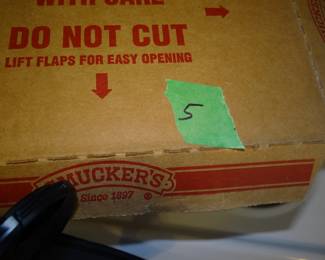 WITH CARE
DO NOT CUT
LIFT FLAPS FOR EASY OPENING
5
SMUCKER'S
Since 1897